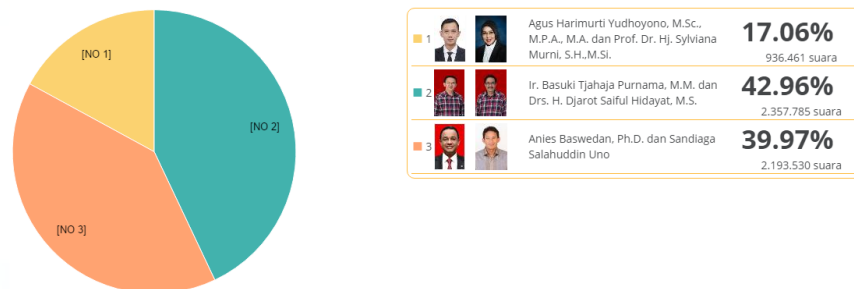 [NO 1]
[NO 2]
[NO 3]
1
Agus Harimurti Yudhoyono, M.Sc.,
M.P.A., M.A. dan Prof. Dr. Hj. Sylviana
Murni, S.H.,M.Si.
17.06%
936.461 suara
2
Ir. Basuki Tjahaja Purnama, M.M. dan
Drs. H. Djarot Saiful Hidayat, M.S.
42.96%
2.357.785 suara
3
Anies Baswedan, Ph.D. dan Sandiaga
Salahuddin Uno
39.97%
2.193.530 suara